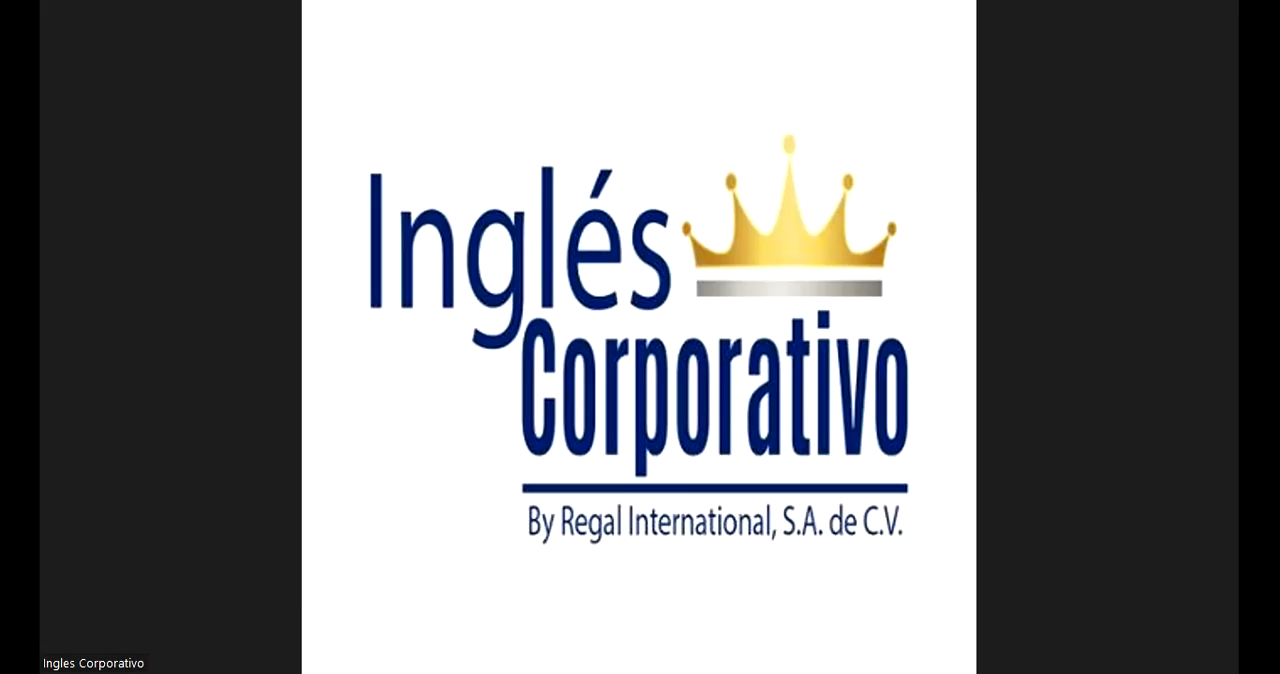 Inglés
Corporativo
By Regal International, S.A. de C.V.
Ingles Corporativo